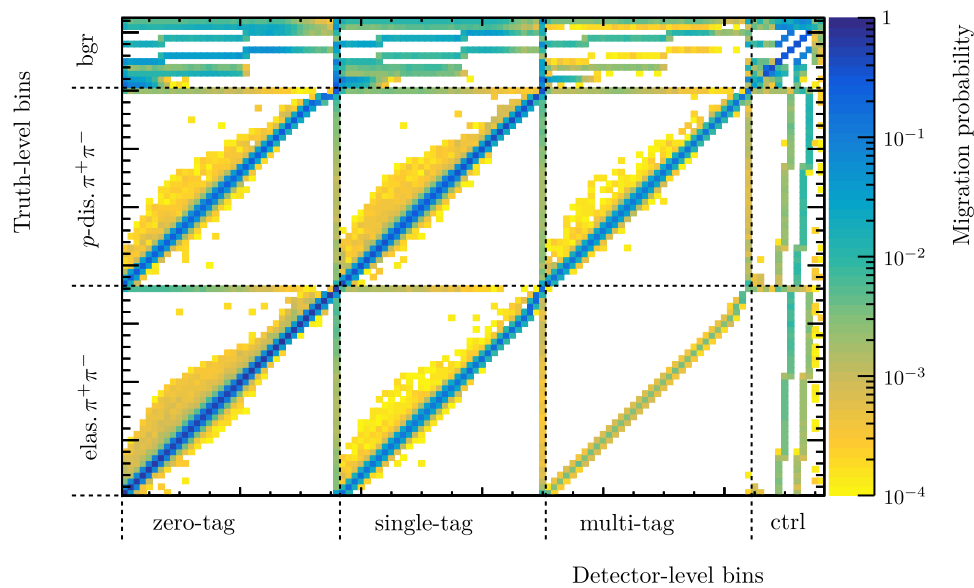 Truth-level bins
bgr
p-dis. π⁺π⁻
elas. π⁺π⁻
zero-tag
single-tag
multi-tag
ctrl
Detector-level bins
1
10⁻¹
10⁻²
10⁻³
10⁻⁴
Migration probability